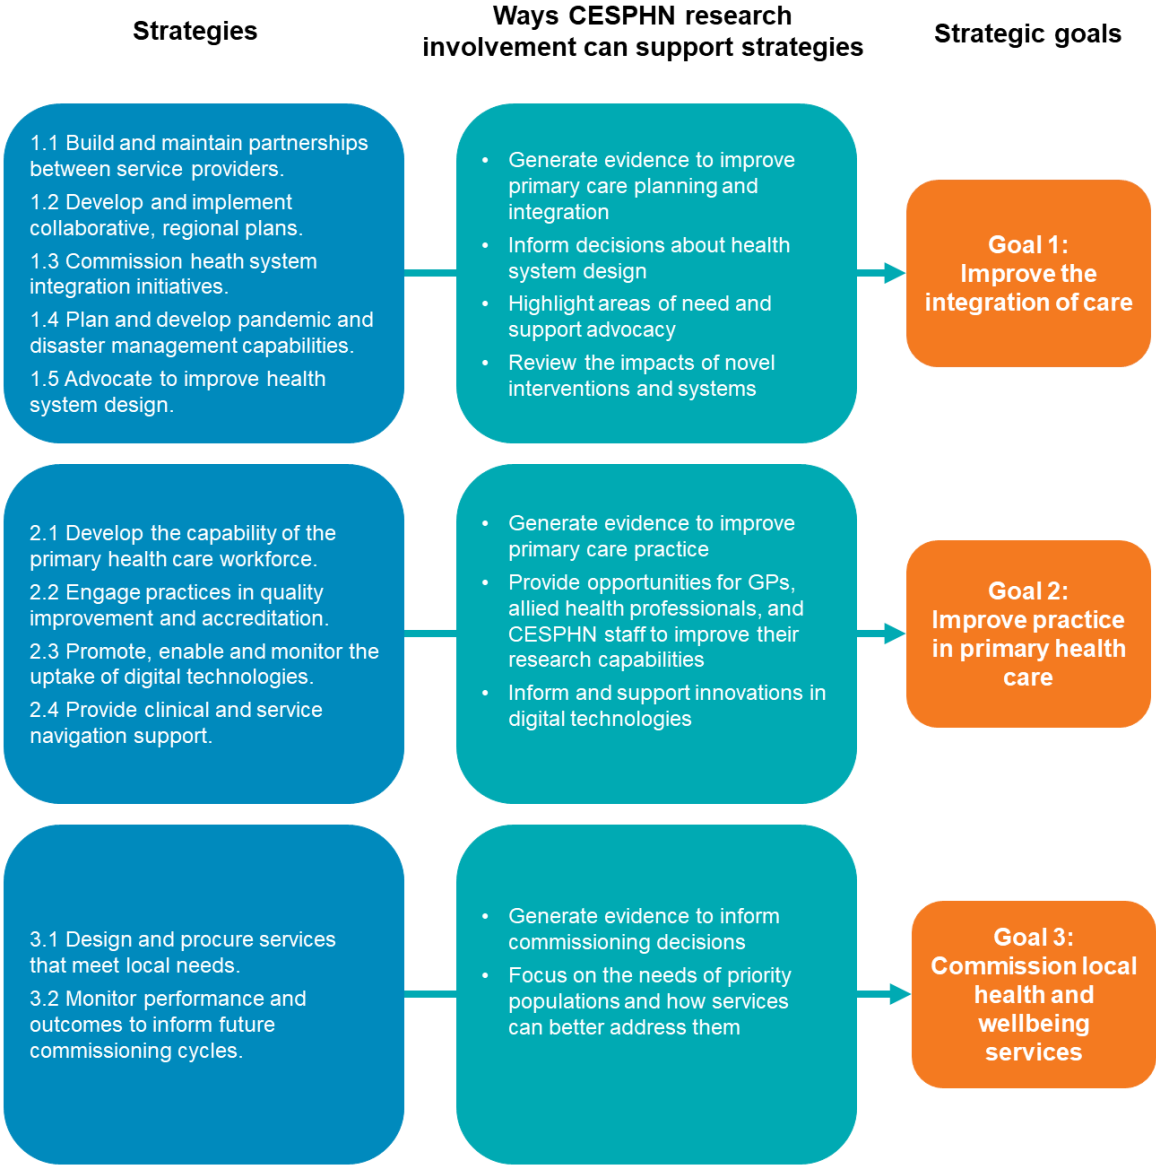 Strategies
Ways CESPHN research
involvement can support strategies
Strategic goals
1.1 Build and maintain partnerships
between service providers.
1.2 Develop and implement
collaborative, regional plans.
1.3 Commission heath system
integration initiatives.
1.4 Plan and develop pandemic and
disaster management capabilities.
1.5 Advocate to improve health
system design.
• Generate evidence to improve
primary care planning and
integration
• Inform decisions about health
system design
• Highlight areas of need and
support advocacy
• Review the impacts of novel
interventions and systems
Goal 1:
Improve the
integration of care
2.1 Develop the capability of the
primary health care workforce.
2.2 Engage practices in quality
improvement and accreditation.
2.3 Promote, enable and monitor the
uptake of digital technologies.
2.4 Provide clinical and service
navigation support.
• Generate evidence to improve
primary care practice
• Provide opportunities for GPs,
allied health professionals, and
CESPHN staff to improve their
research capabilities
• Inform and support innovations in
digital technologies
Goal 2:
Improve practice
in primary health
care
3.1 Design and procure services
that meet local needs.
3.2 Monitor performance and
outcomes to inform future
commissioning cycles.
• Generate evidence to inform
commissioning decisions
• Focus on the needs of priority
populations and how services
can better address them
Goal 3:
Commission local
health and
wellbeing
services